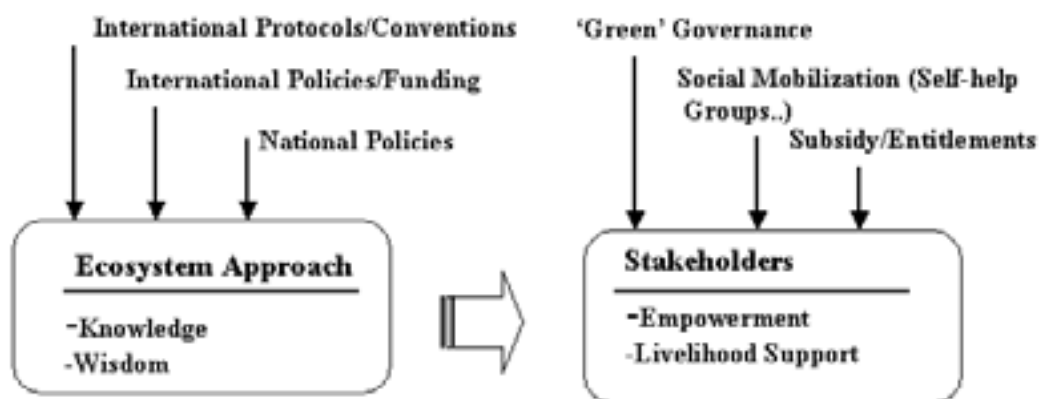 International Protocols/Conventions
International Policies/Funding
National Policies
Ecosystem Approach
-Knowledge
-Wisdom
'Green' Governance
Social Mobilization (Self-help
Groups..)
Subsidy/Entitlements
Stakeholders
-Empowerment
-Livelihood Support